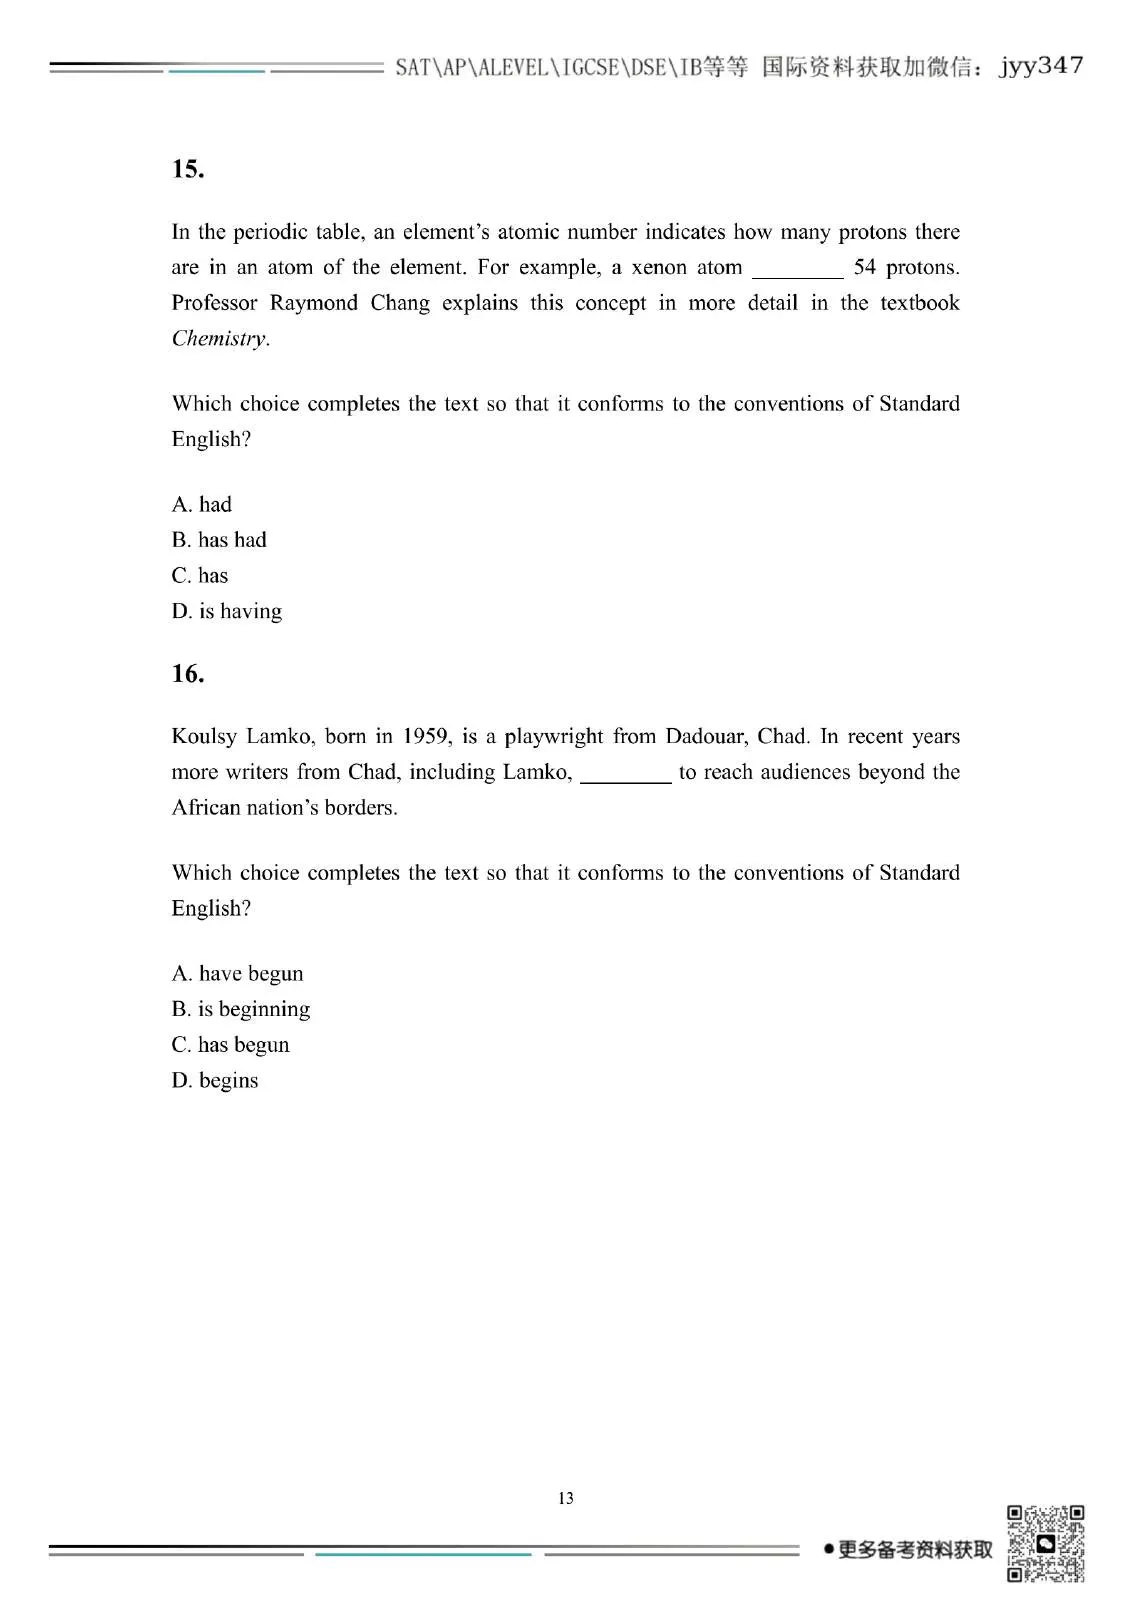 SAT\AP\ALEVEL\IGCSE\DSE\IB等等 国际资料获取加微信：jyy347
15.
In the periodic table, an element’s atomic number indicates how many protons there
are in an atom of the element. For example, a xenon atom ________ 54 protons.
Professor Raymond Chang explains this concept in more detail in the textbook
Chemistry.
Which choice completes the text so that it conforms to the conventions of Standard
English?
A. had
B. has had
C. has
D. is having
16.
Koulsy Lamko, born in 1959, is a playwright from Dadouar, Chad. In recent years
more writers from Chad, including Lamko, ________ to reach audiences beyond the
African nation’s borders.
Which choice completes the text so that it conforms to the conventions of Standard
English?
A. have begun
B. is beginning
C. has begun
D. begins
13
●更多备考资料获取